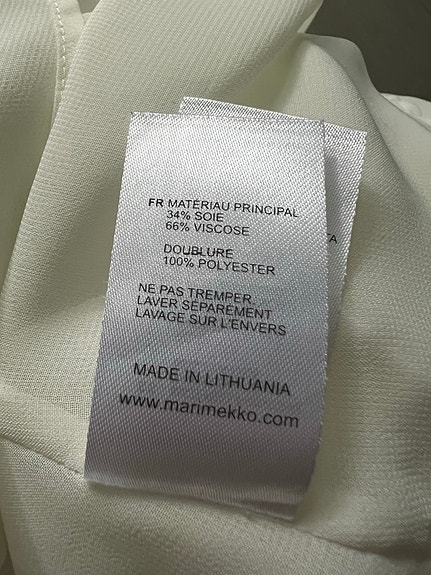 FR MATÉRIAU PRINCIPAL
34% SOIE
66% VISCOSE
DOUBLURE
100% POLYESTER
NE PAS TREMPER.
LAVER SÉPARÉMENT
LAVAGE SUR L'ENVERS
MADE IN LITHUANIA
www.marimekko.com